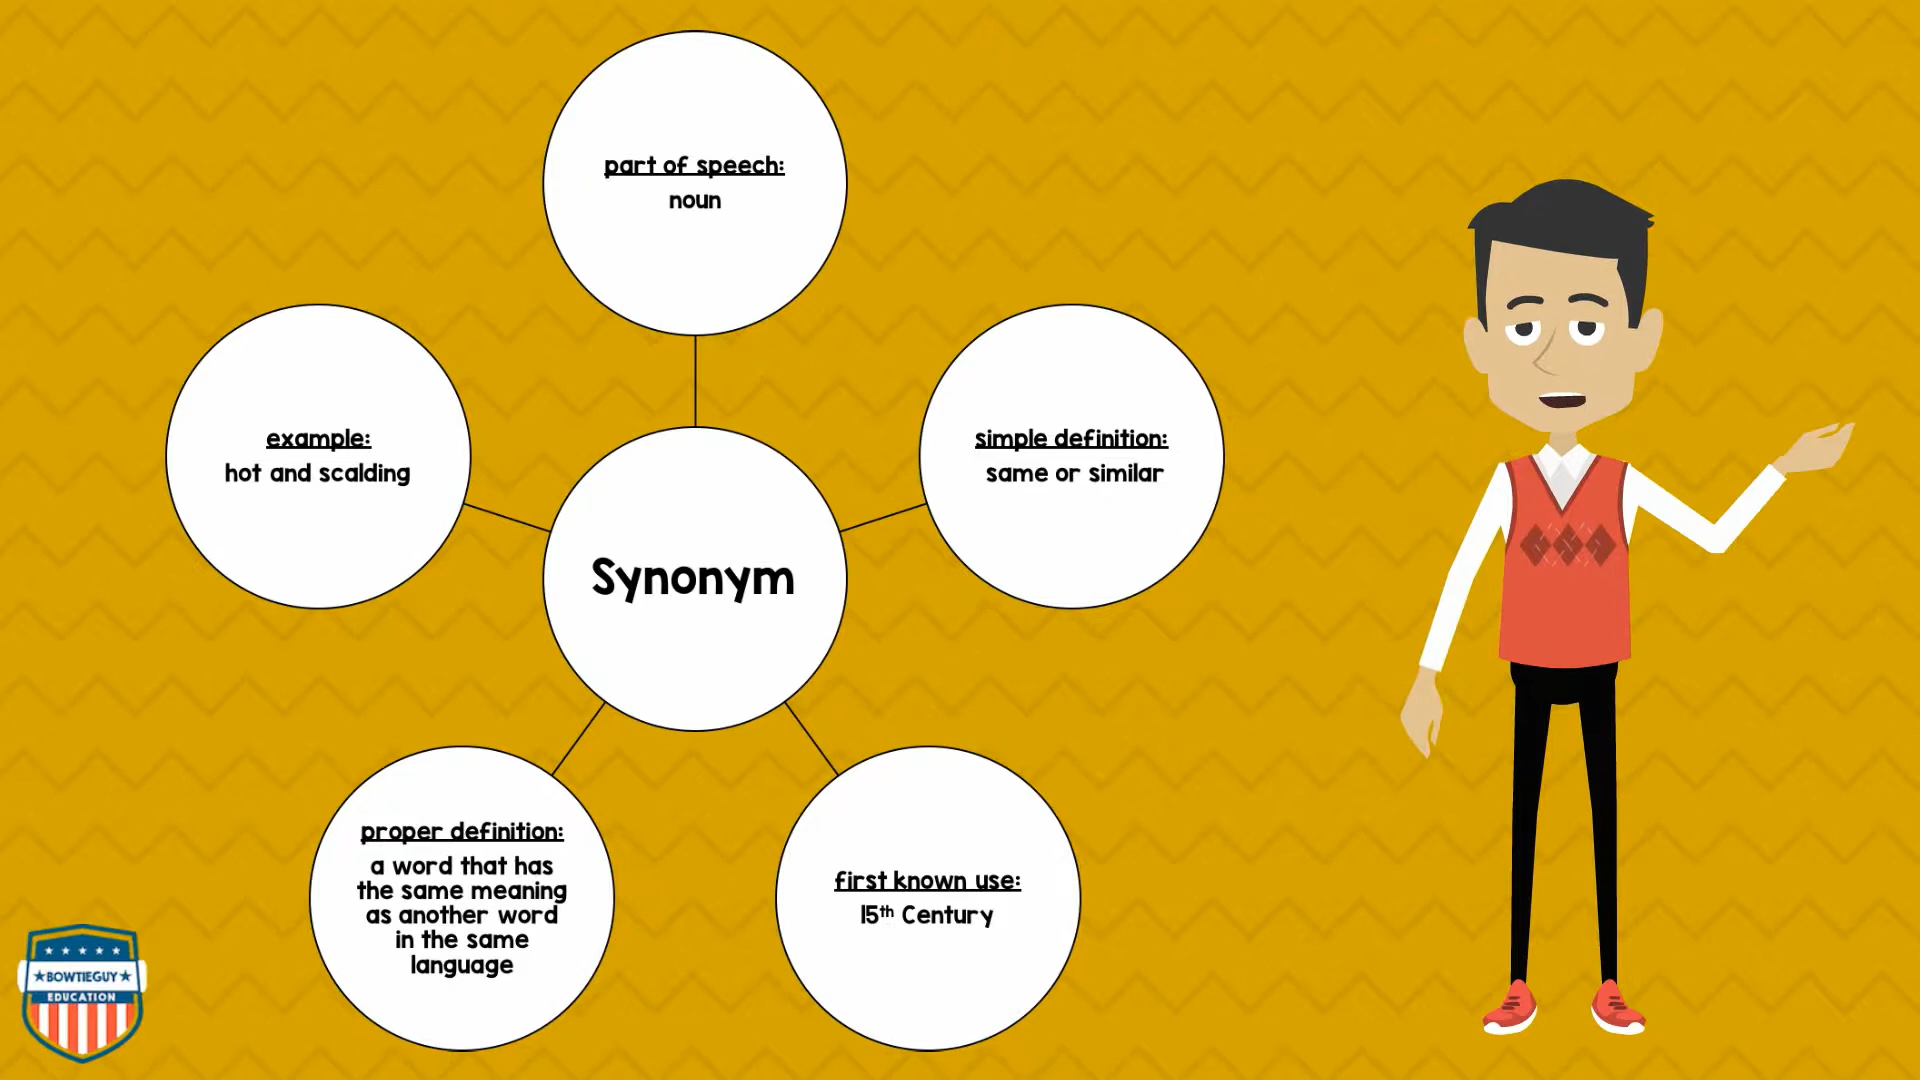 part of speech:
noun
example:
hot and scalding
simple definition:
same or similar
Synonym
proper definition:
a word that has
the same meaning
as another word
in the same
language
first known use:
15th Century
BOWTIEGUY
EDUCATION